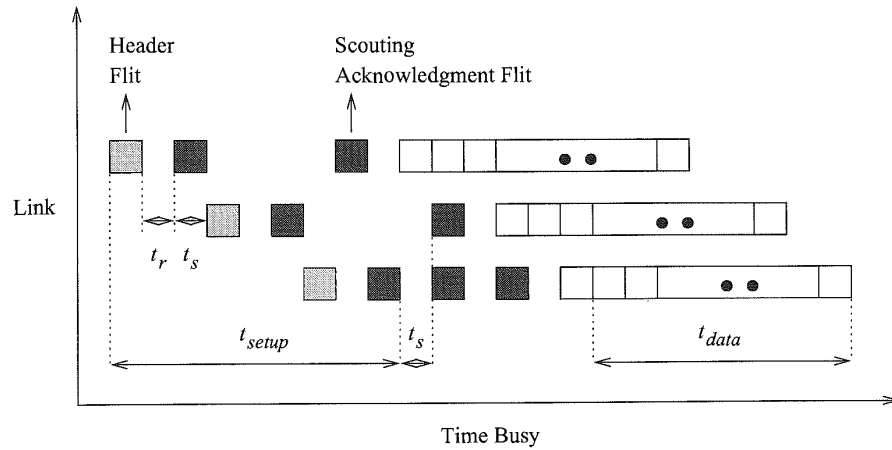 Header
Flit
Scouting
Acknowledgment Flit
Link
t_r
t_s
t_setup
t_s
t_data
Time Busy